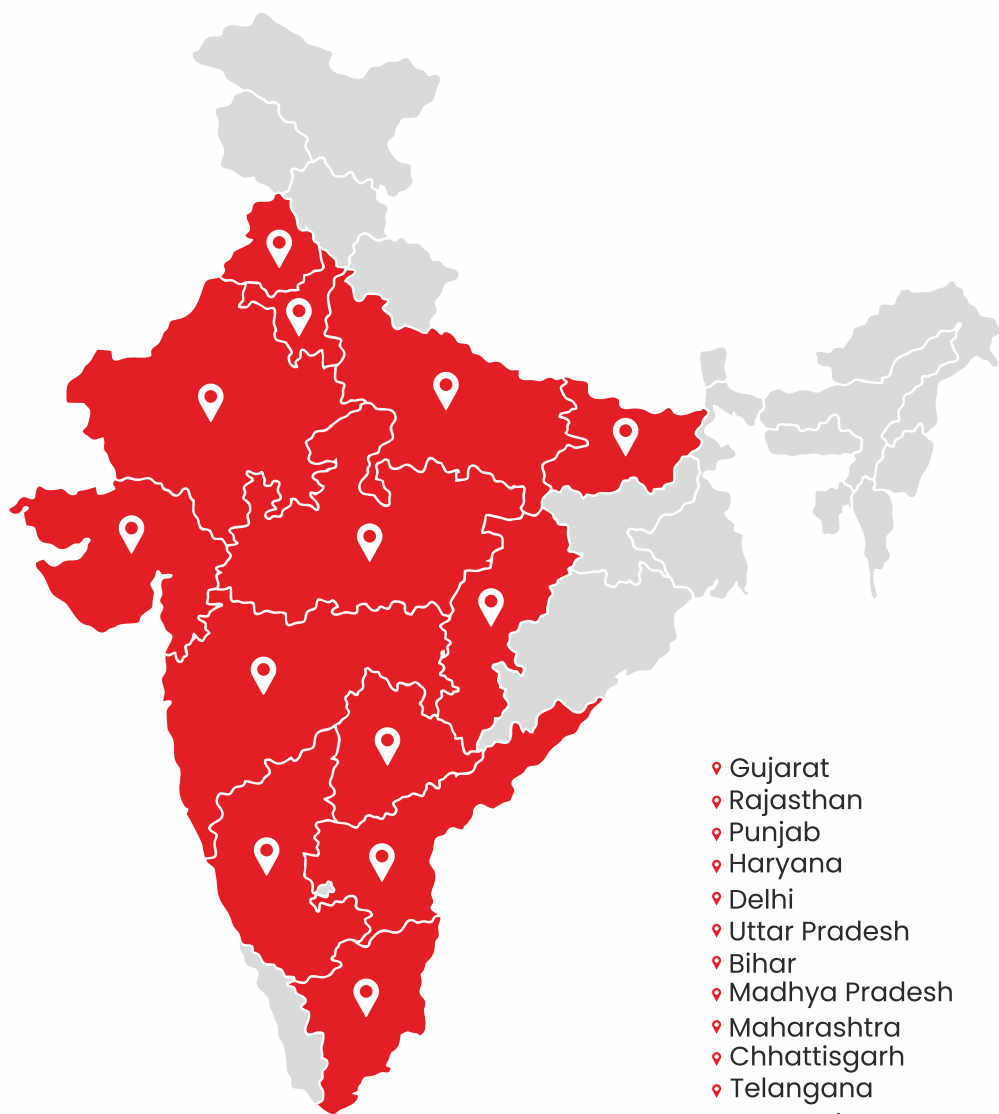 Gujarat
Rajasthan
Punjab
Haryana
Delhi
Uttar Pradesh
Bihar
Madhya Pradesh
Maharashtra
Chhattisgarh
Telangana